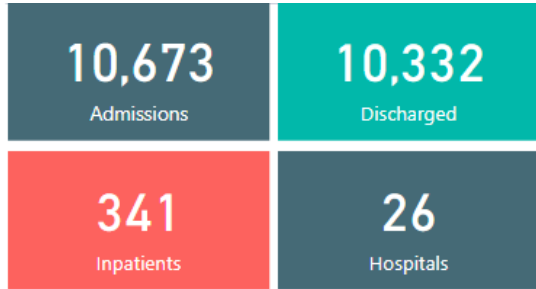 10,673
Admissions
10,332
Discharged
341
Inpatients
26
Hospitals